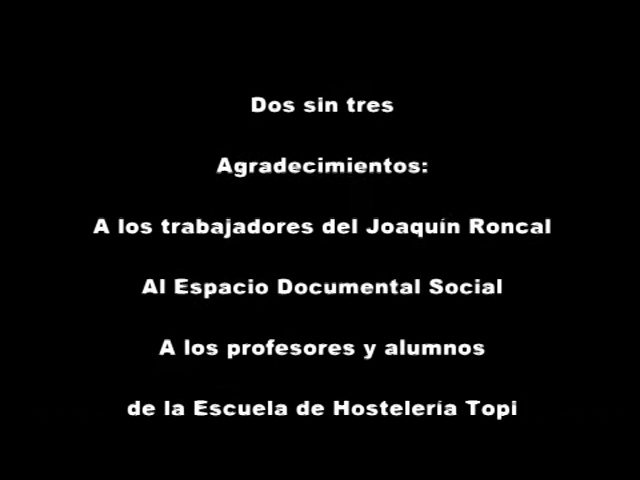 Dos sin tres
Agradecimientos:
A los trabajadores del Joaquín Roncal
Al Espacio Documental Social
A los profesores y alumnos
de la Escuela de Hostelería Topi